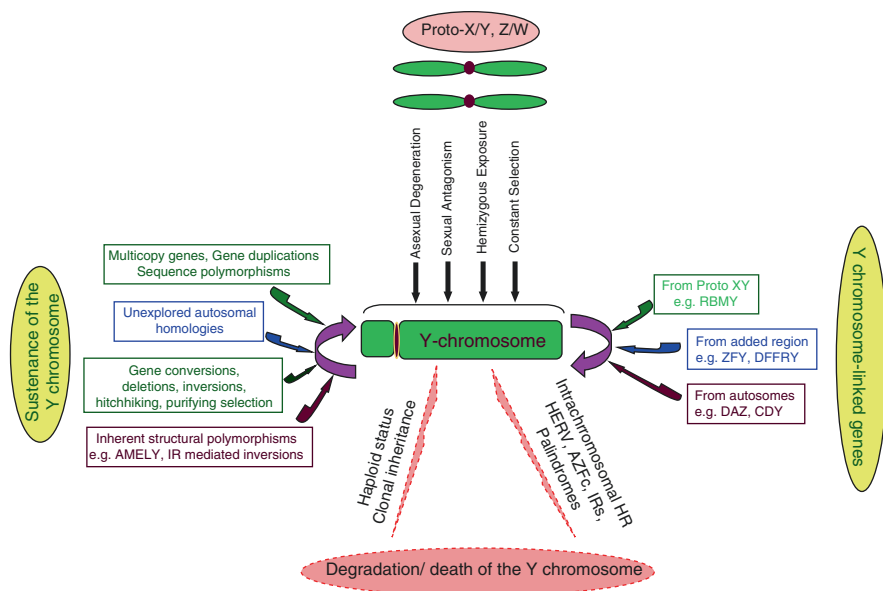 Proto-X/Y, Z/W
Asexual Degeneration
Sexual Antagonism
Hemizygous Exposure
Constant Selection
Sustenance of the
Y chromosome
Multicopy genes, Gene duplications
Sequence polymorphisms
Unexplored autosomal
homologies
Gene conversions,
deletions, inversions,
hitchhiking, purifying selection
Inherent structural polymorphisms
e.g. AMELY, IR mediated inversions
Y-chromosome
From Proto XY
e.g. RBMY
From added region
e.g. ZFY, DFFRY
From autosomes
e.g. DAZ, CDY
Y chromosome-linked genes
Haploid status
Clonal inheritance
Intrachromosomal HR
HERV, AZFc, IRs,
Palindromes
Degradation/ death of the Y chromosome